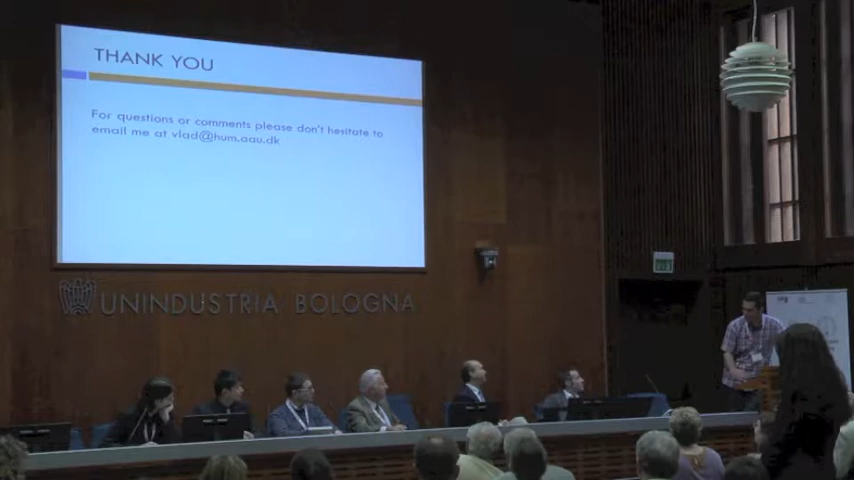 THANK YOU
For questions or comments please don't hesitate to
email me at vlad@hum.aau.dk
UNINDUSTRIA BOLOGNA